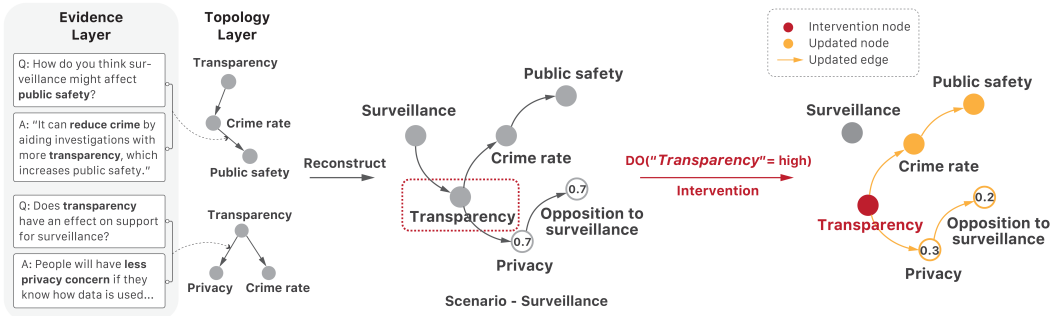 Evidence
Layer
Q: How do you think sur-
veillance might affect
public safety?
A: “It can reduce crime by
aiding investigations with
more transparency, which
increases public safety.”
Q: Does transparency
have an effect on support
for surveillance?
A: People will have less
privacy concern if they
know how data is used...
Topology
Layer
Transparency
Crime rate
Public safety
Transparency
Privacy
Crime rate
Reconstruct
Surveillance
Public safety
Crime rate
Transparency
0.7
Opposition to
surveillance
0.7
Privacy
Scenario - Surveillance
DO(“Transparency”= high)
Intervention
Intervention node
Updated node
Updated edge
Surveillance
Public safety
Crime rate
Transparency
0.2
Opposition to
surveillance
0.3
Privacy